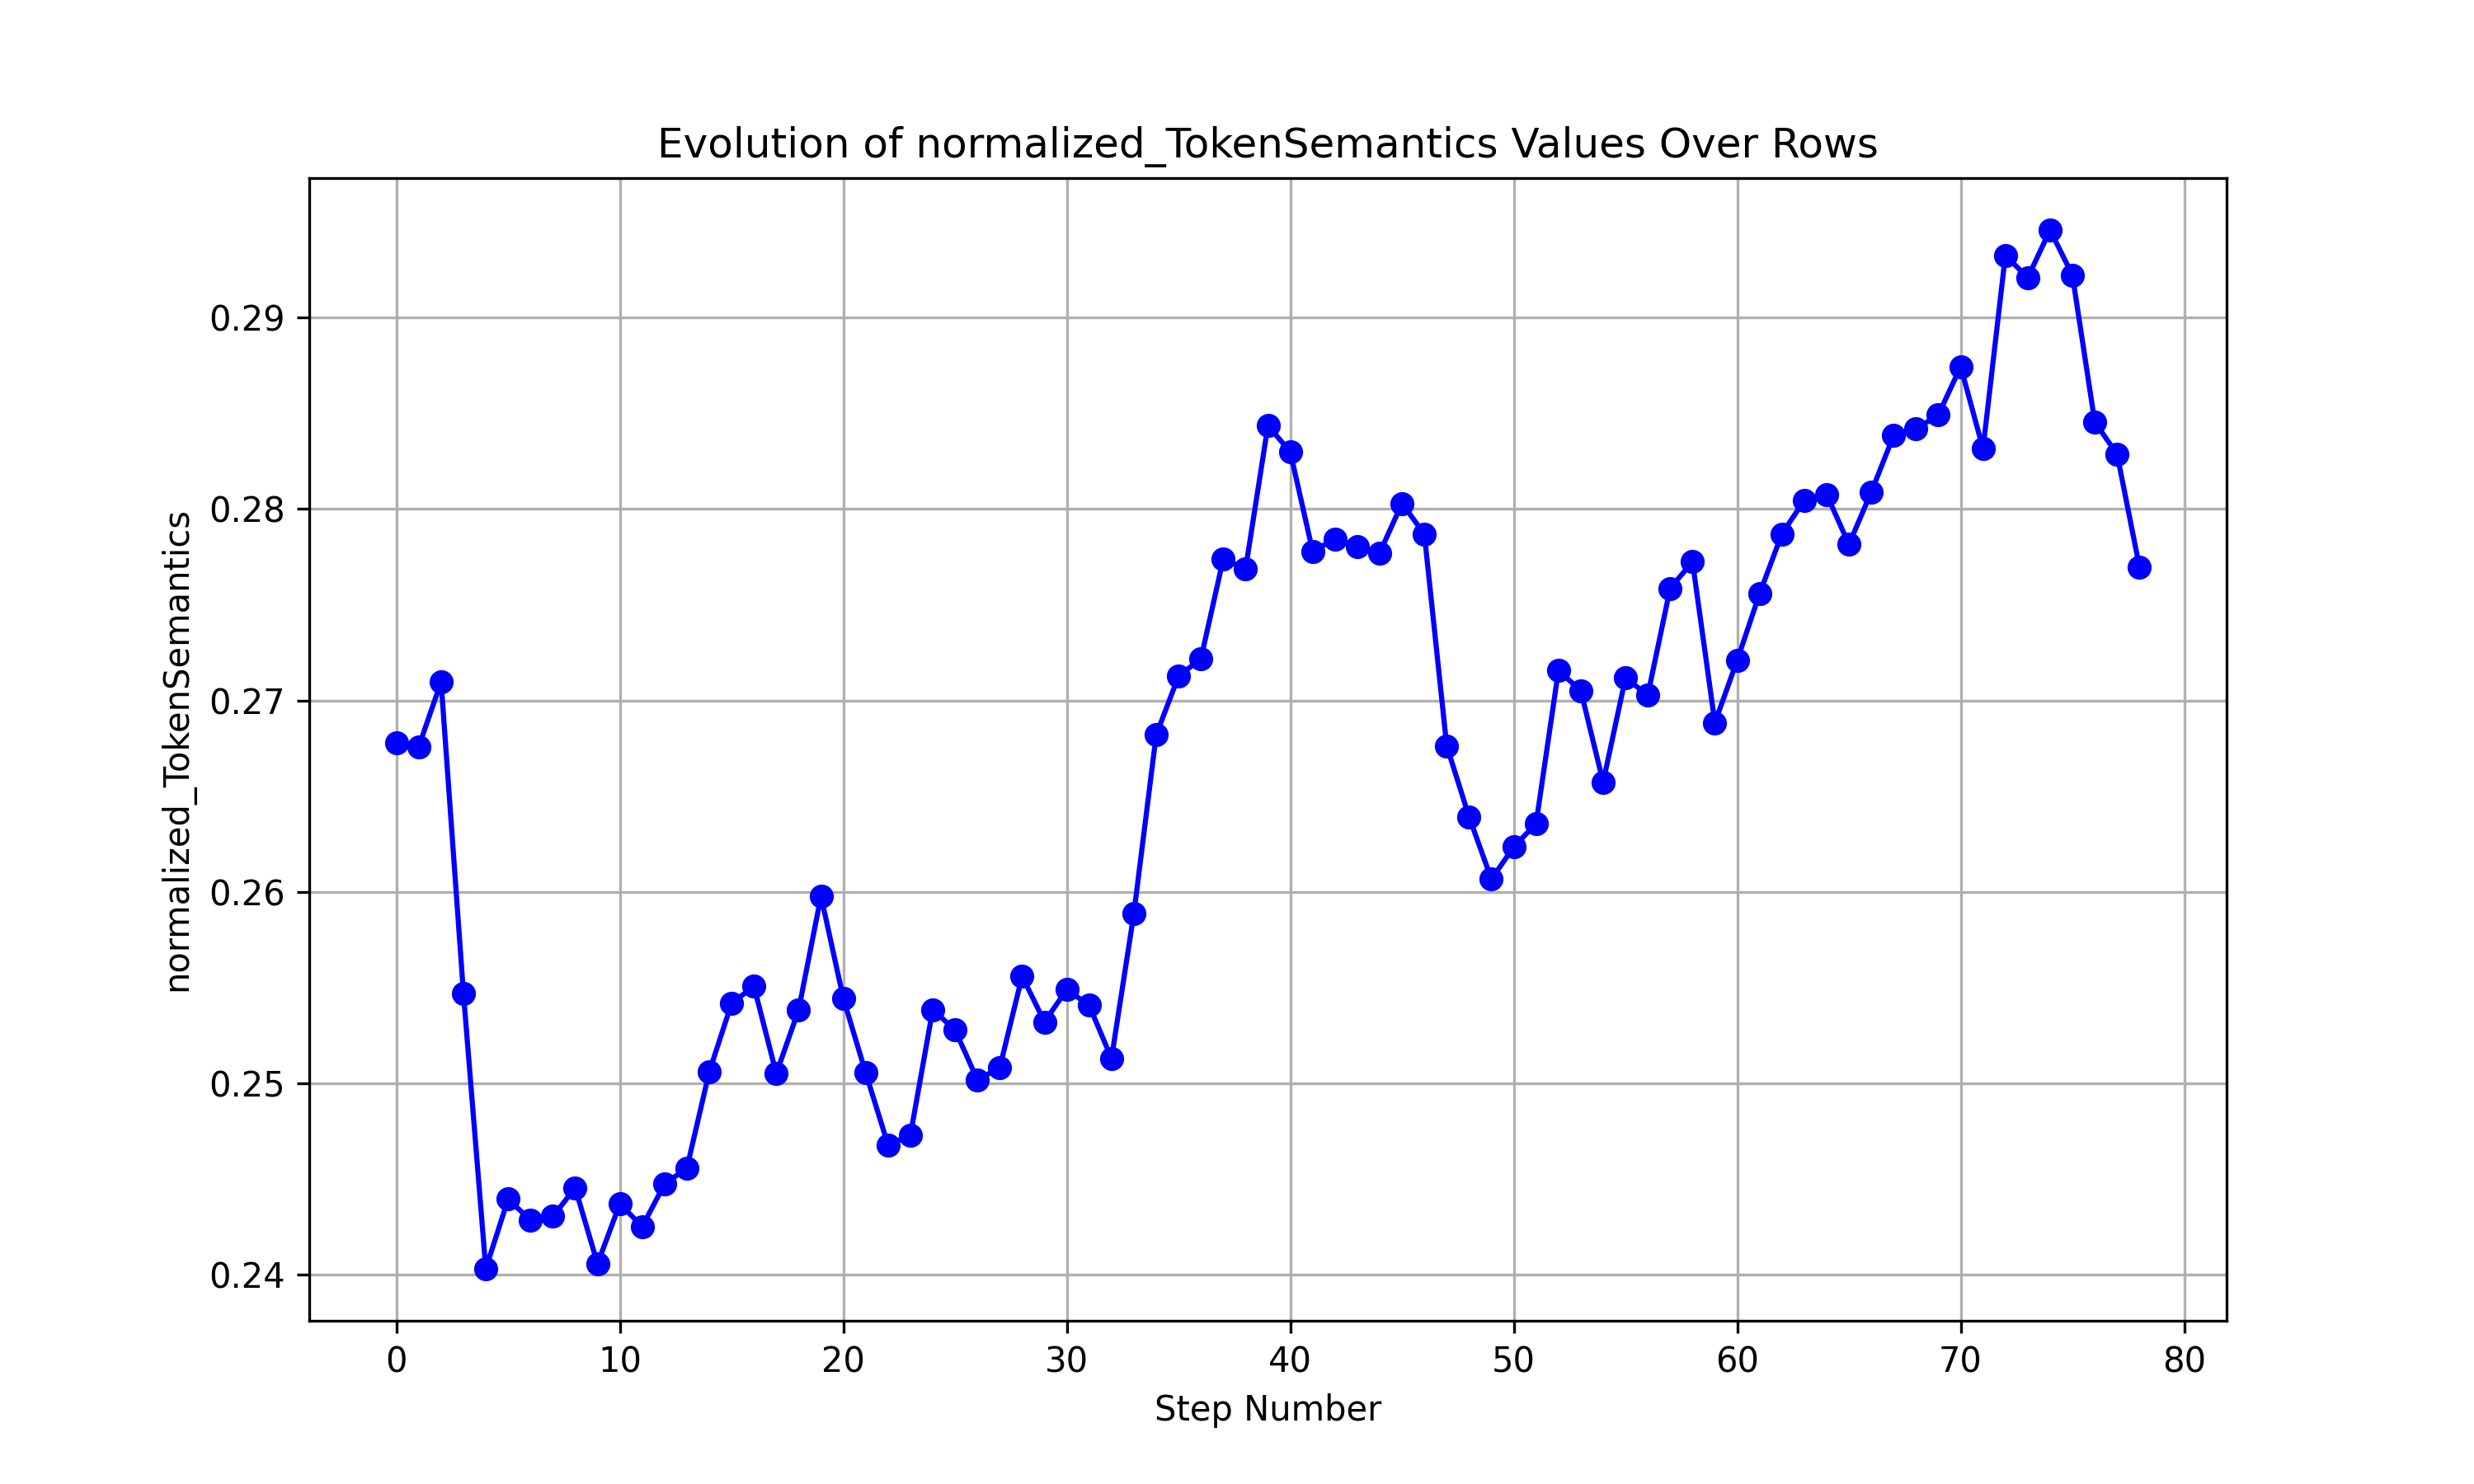 Evolution of normalized_TokenSemantics Values Over Rows
normalized_TokenSemantics
0.29
0.28
0.27
0.26
0.25
0.24
0 10 20 30 40 50 60 70 80
Step Number